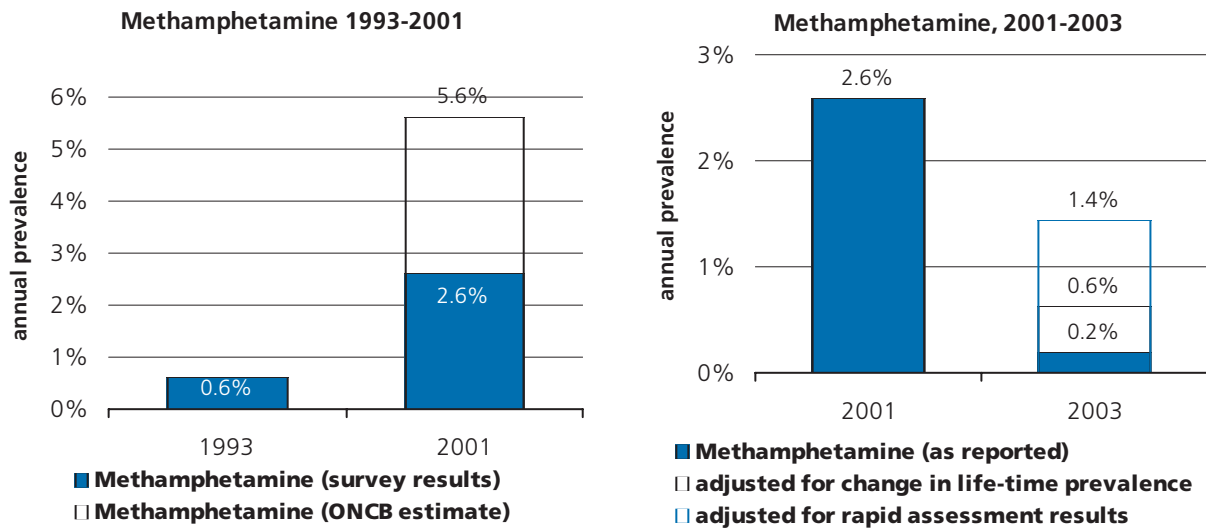 Methamphetamine 1993-2001
annual prevalence
6%
5%
4%
3%
2%
1%
0%
5.6%
2.6%
0.6%
1993
2001
Methamphetamine (survey results)
Methamphetamine (ONCB estimate)
Methamphetamine, 2001-2003
annual prevalence
3%
2%
1%
0%
2.6%
1.4%
0.6%
0.2%
2001
2003
Methamphetamine (as reported)
adjusted for change in life-time prevalence
adjusted for rapid assessment results